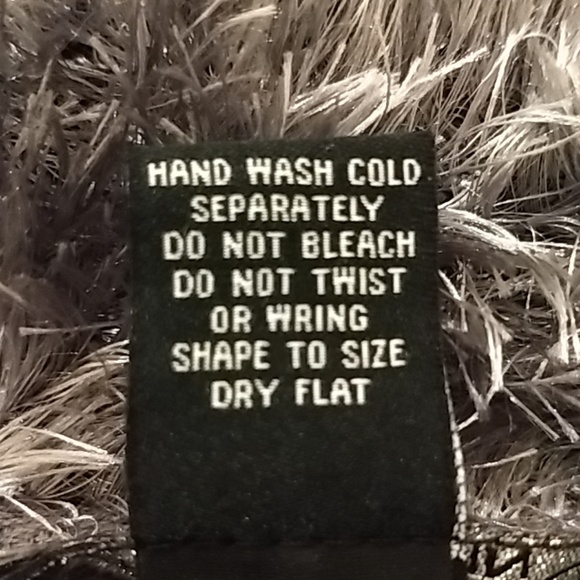 HAND WASH COLD
SEPARATELY
DO NOT BLEACH
DO NOT TWIST
OR WRING
SHAPE TO SIZE
DRY FLAT